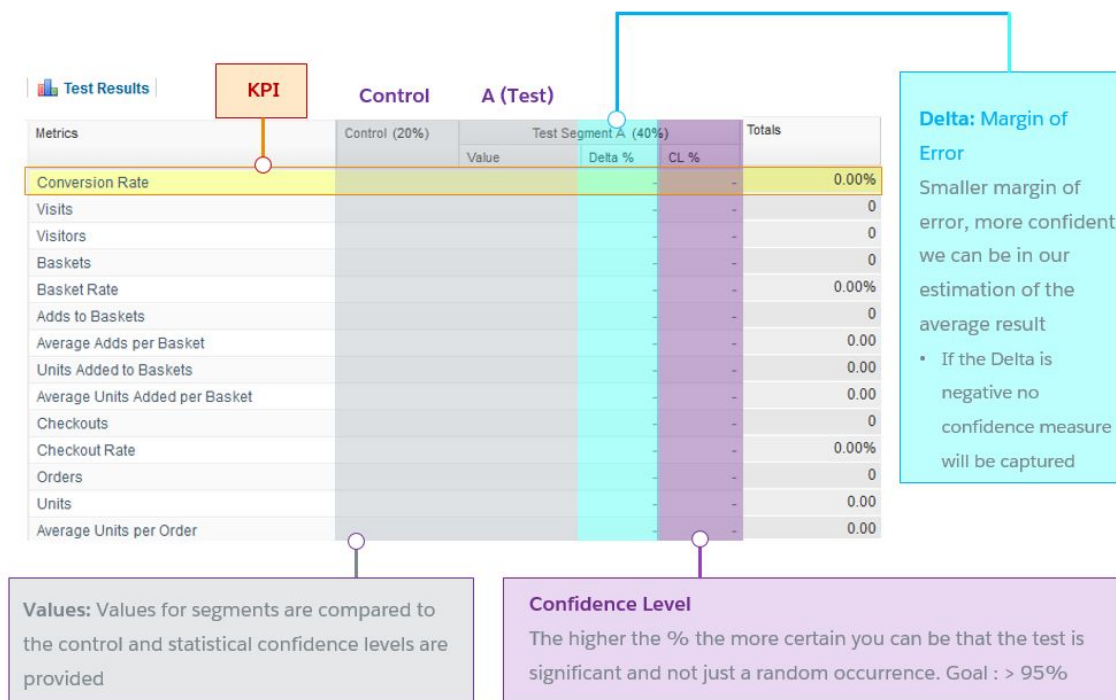 Test Results
KPI
Control
A (Test)
Metrics
Control (20%)
Test Segment A (40%)
Totals
Value
Delta %
CL %
Conversion Rate - - 0.00%
Visits - - 0
Visitors - - 0
Baskets - - 0
Basket Rate - - 0.00%
Adds to Baskets - - 0
Average Adds per Basket - - 0.00
Units Added to Baskets - - 0.00
Average Units Added per Basket - - 0.00
Checkouts - - 0
Checkout Rate - - 0.00%
Orders - - 0
Units - - 0.00
Average Units per Order - - 0.00
Delta: Margin of
Error
Smaller margin of
error, more confident
we can be in our
estimation of the
average result
• If the Delta is
negative no
confidence measure
will be captured
Values: Values for segments are compared to
the control and statistical confidence levels are
provided
Confidence Level
The higher the % the more certain you can be that the test is
significant and not just a random occurrence. Goal : > 95%